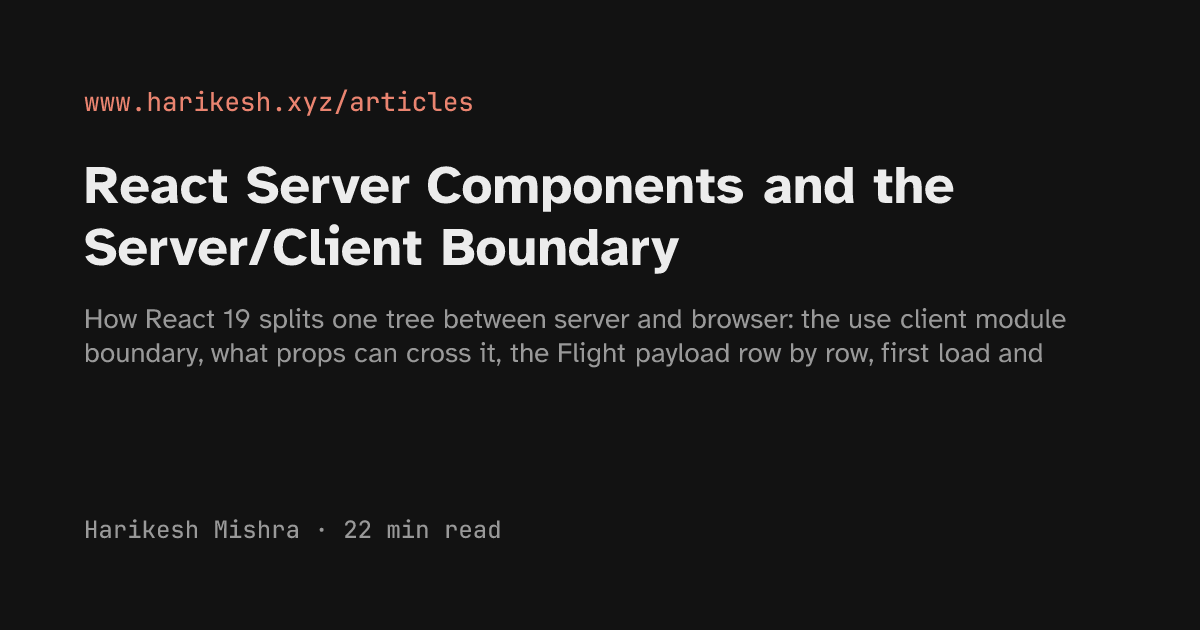 www.harikesh.xyz/articles
React Server Components and the
Server/Client Boundary
How React 19 splits one tree between server and browser: the use client module
boundary, what props can cross it, the Flight payload row by row, first load and
Harikesh Mishra · 22 min read